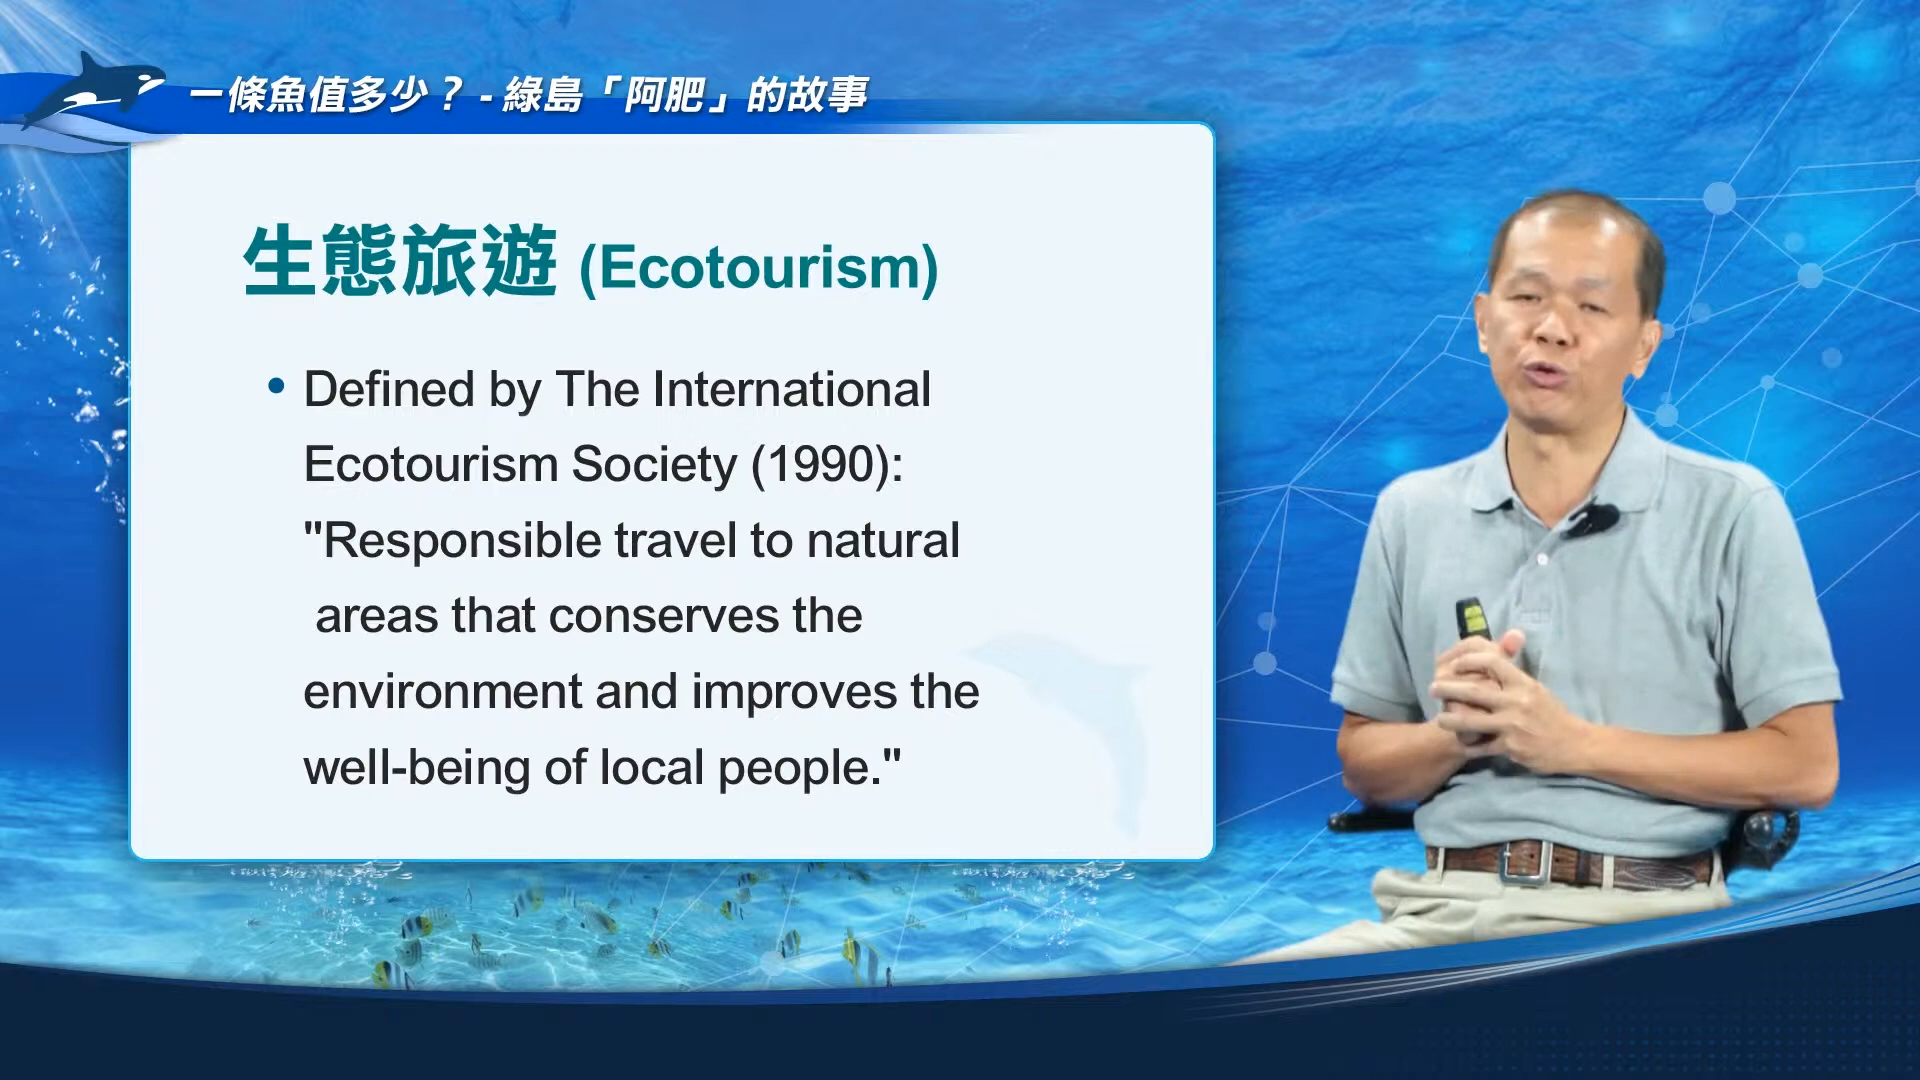 一條魚值多少？ - 綠島「阿肥」的故事
生態旅遊 (Ecotourism)
• Defined by The International
Ecotourism Society (1990):
"Responsible travel to natural
areas that conserves the
environment and improves the
well-being of local people."